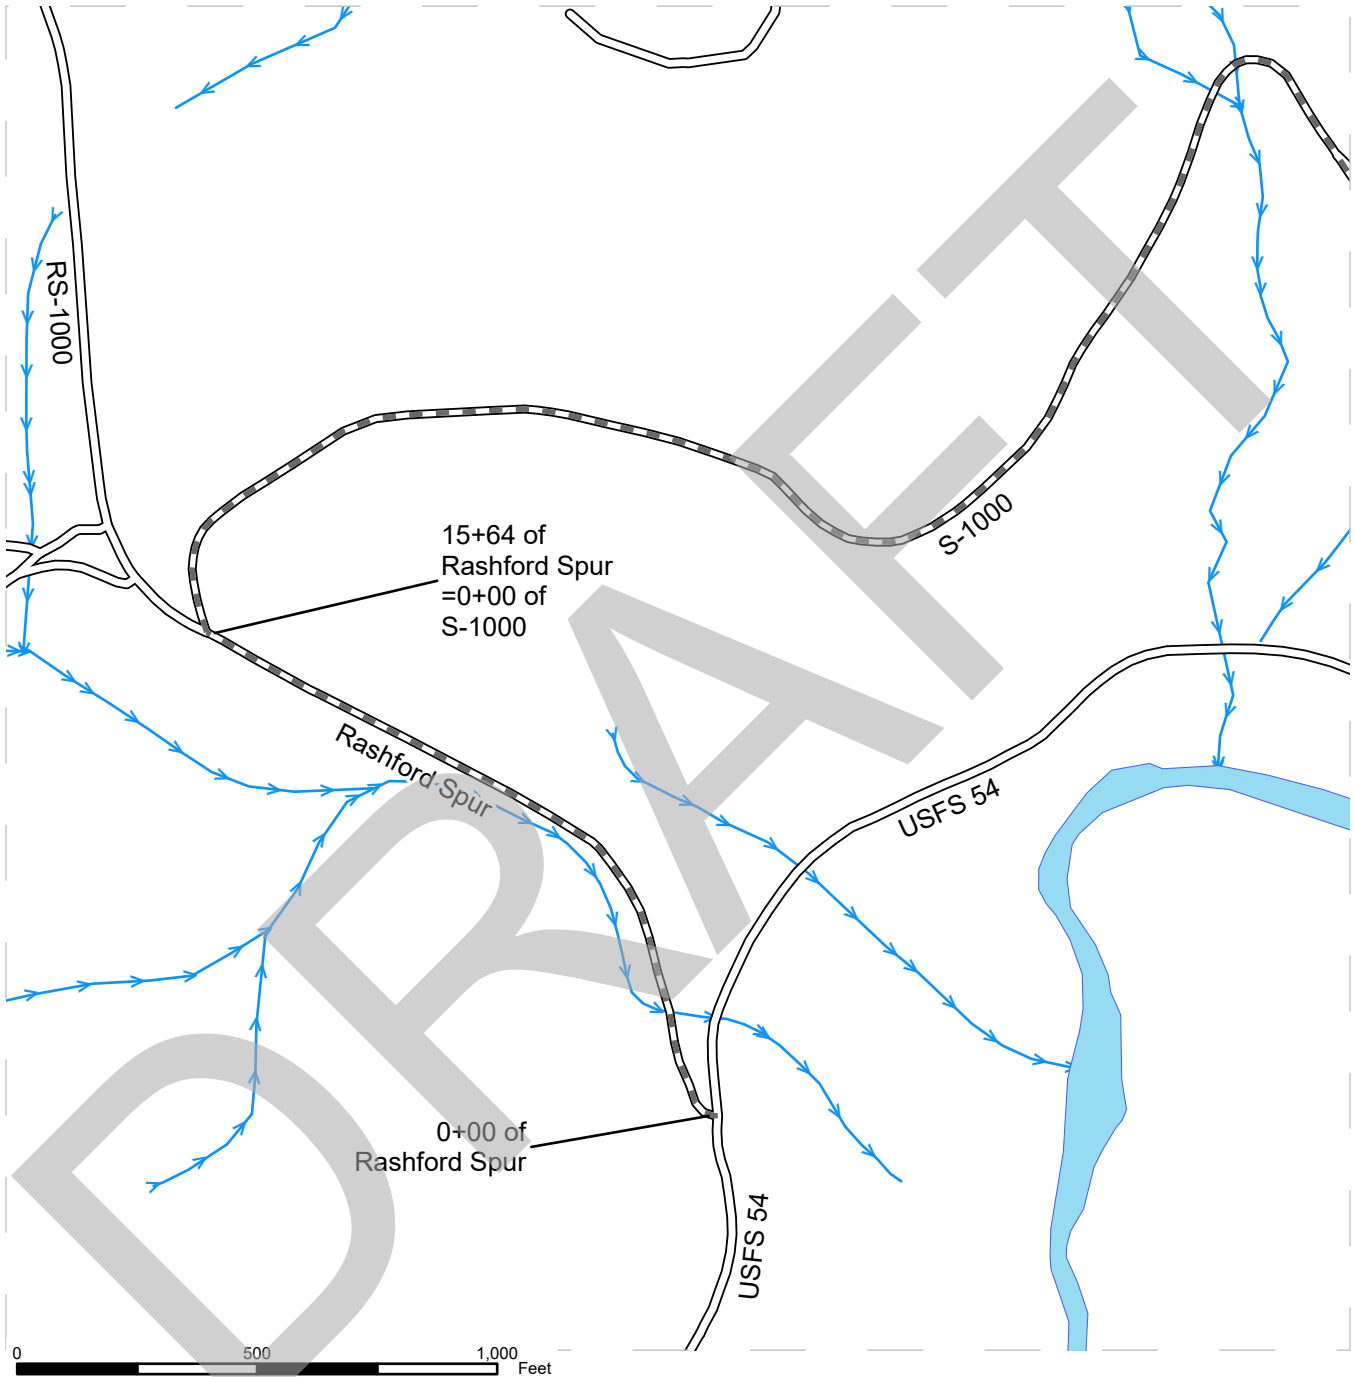 RS-1000
15+64 of
Rashford Spur
=0+00 of
S-1000
S-1000
Rashford Spur
USFS 54
0+00 of
Rashford Spur
USFS 54
DRAFT
0 500 1,000
Feet